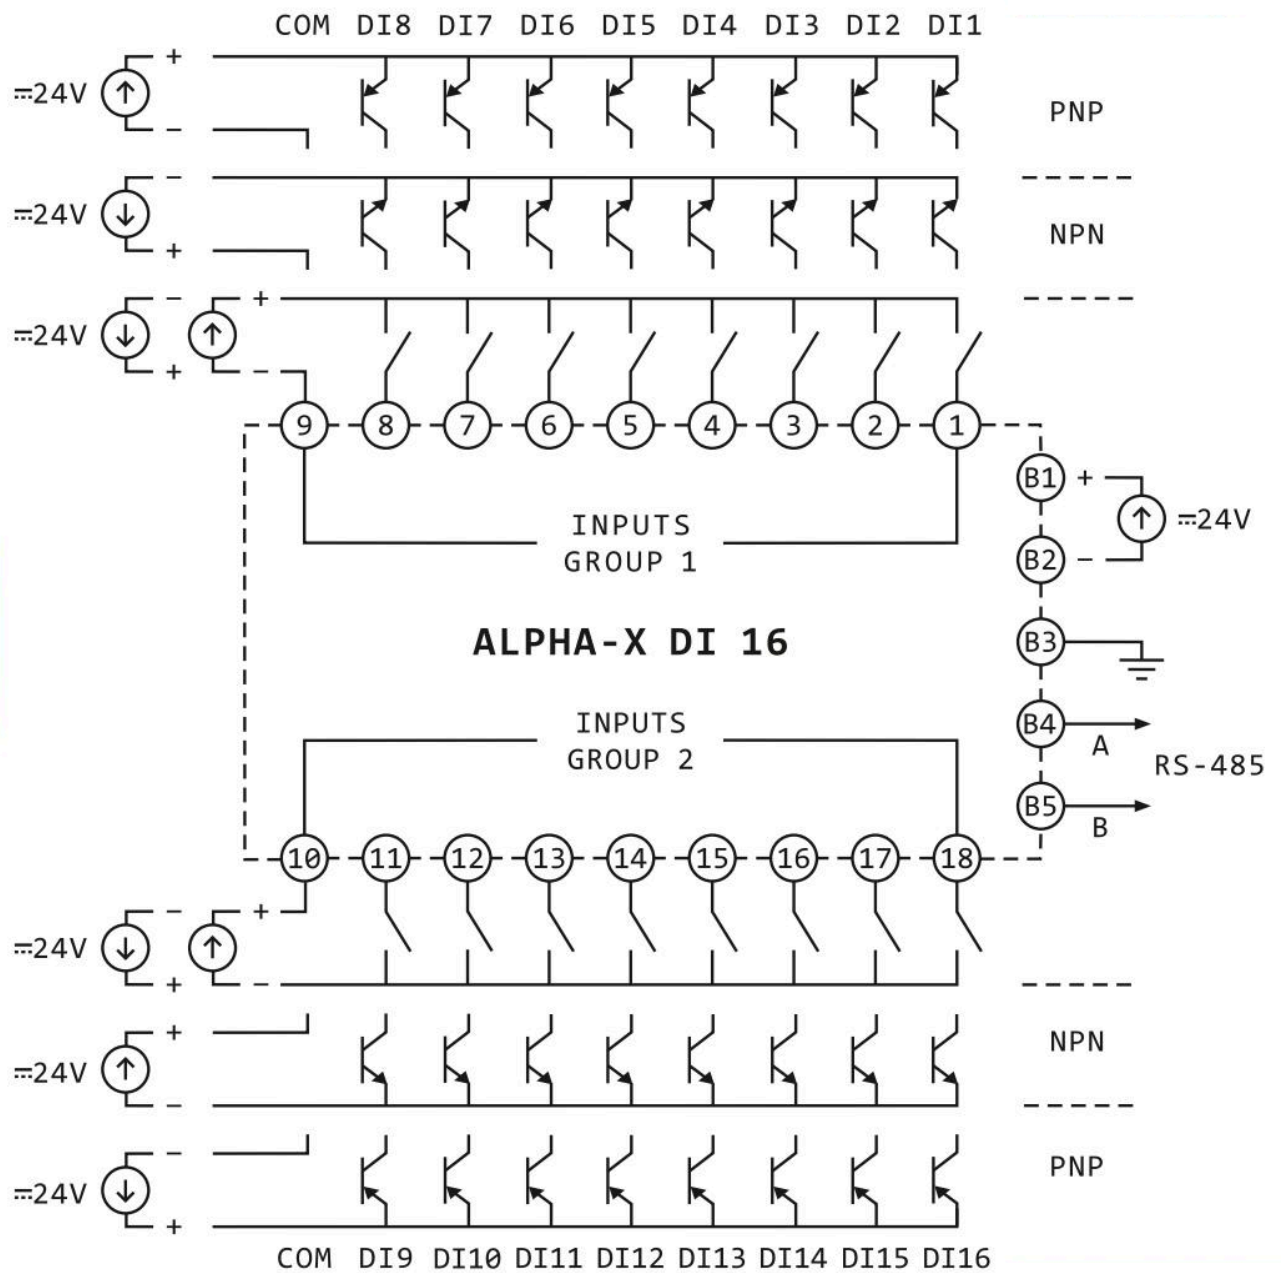 COM DI8 DI7 DI6 DI5 DI4 DI3 DI2 DI1
+
⎓24V
PNP
−
−
⎓24V
NPN
+
− +
⎓24V
+ −
9 8 7 6 5 4 3 2 1
B1 +
⎓24V
INPUTS
GROUP 1
B2 −
ALPHA-X DI 16
B3
INPUTS
GROUP 2
B4
A
RS-485
B5
B
10 11 12 13 14 15 16 17 18
− +
⎓24V
+ −
+
NPN
⎓24V
−
−
PNP
⎓24V
+
COM DI9 DI10 DI11 DI12 DI13 DI14 DI15 DI16